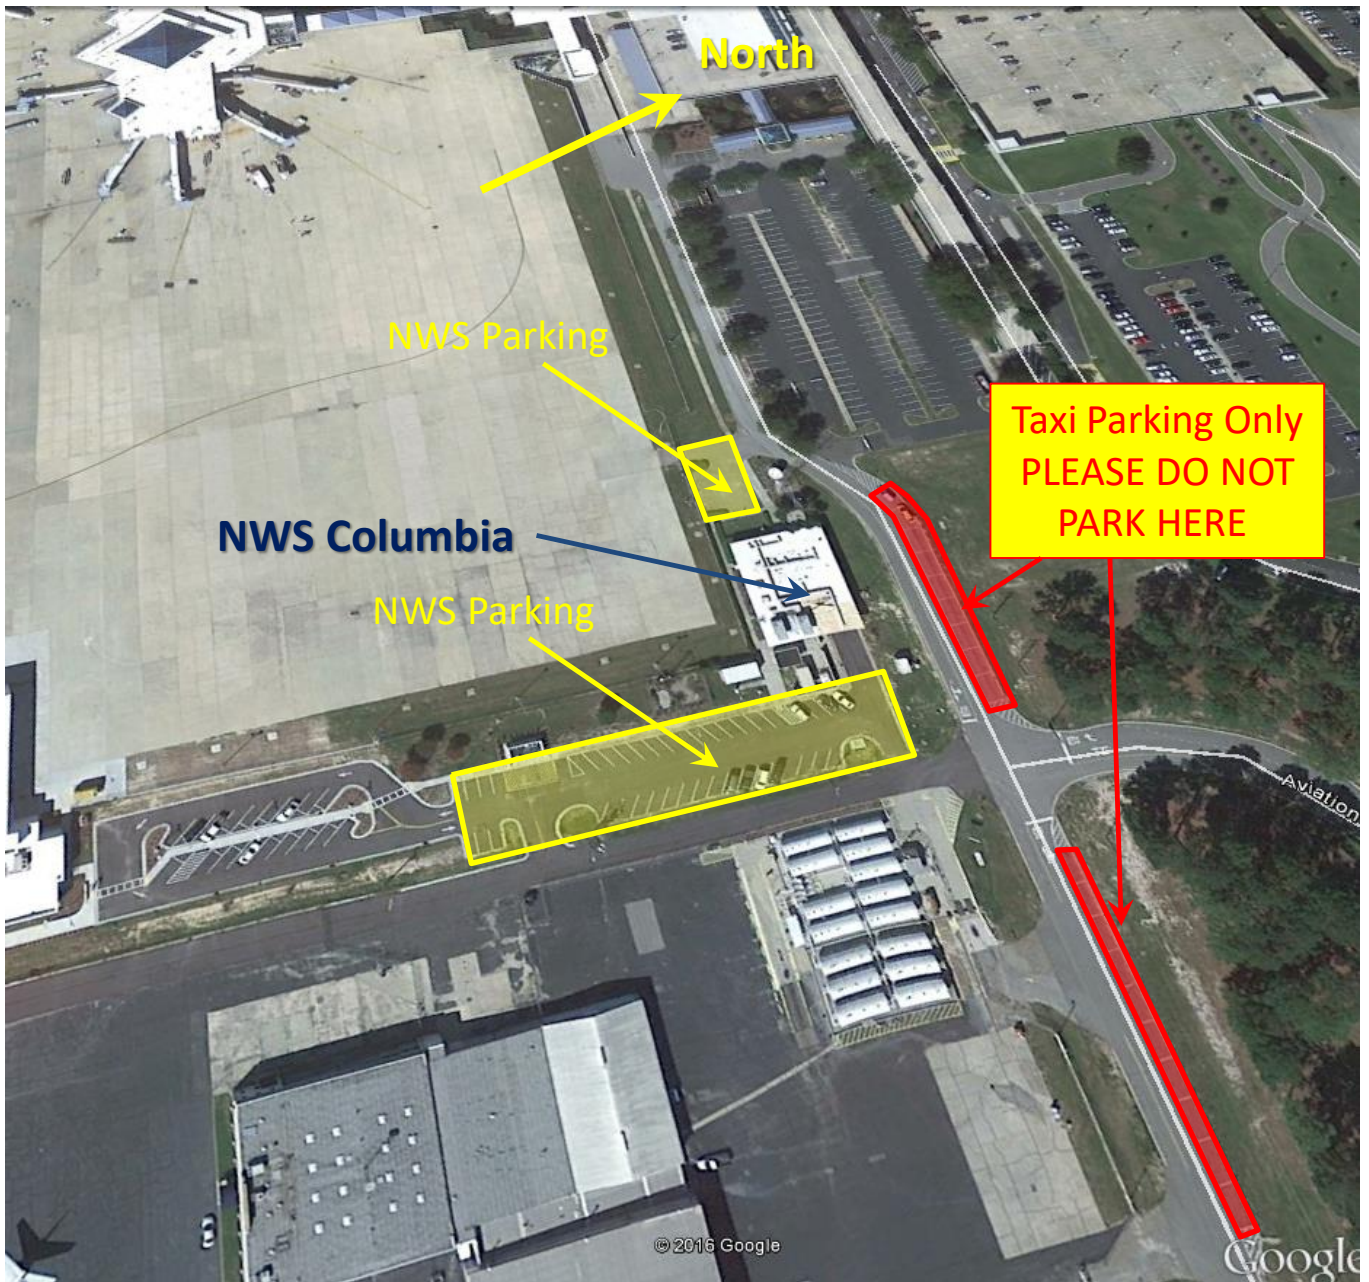 North
NWS Parking
Taxi Parking Only
PLEASE DO NOT
PARK HERE
NWS Columbia
NWS Parking
Aviation
© 2016 Google
Google